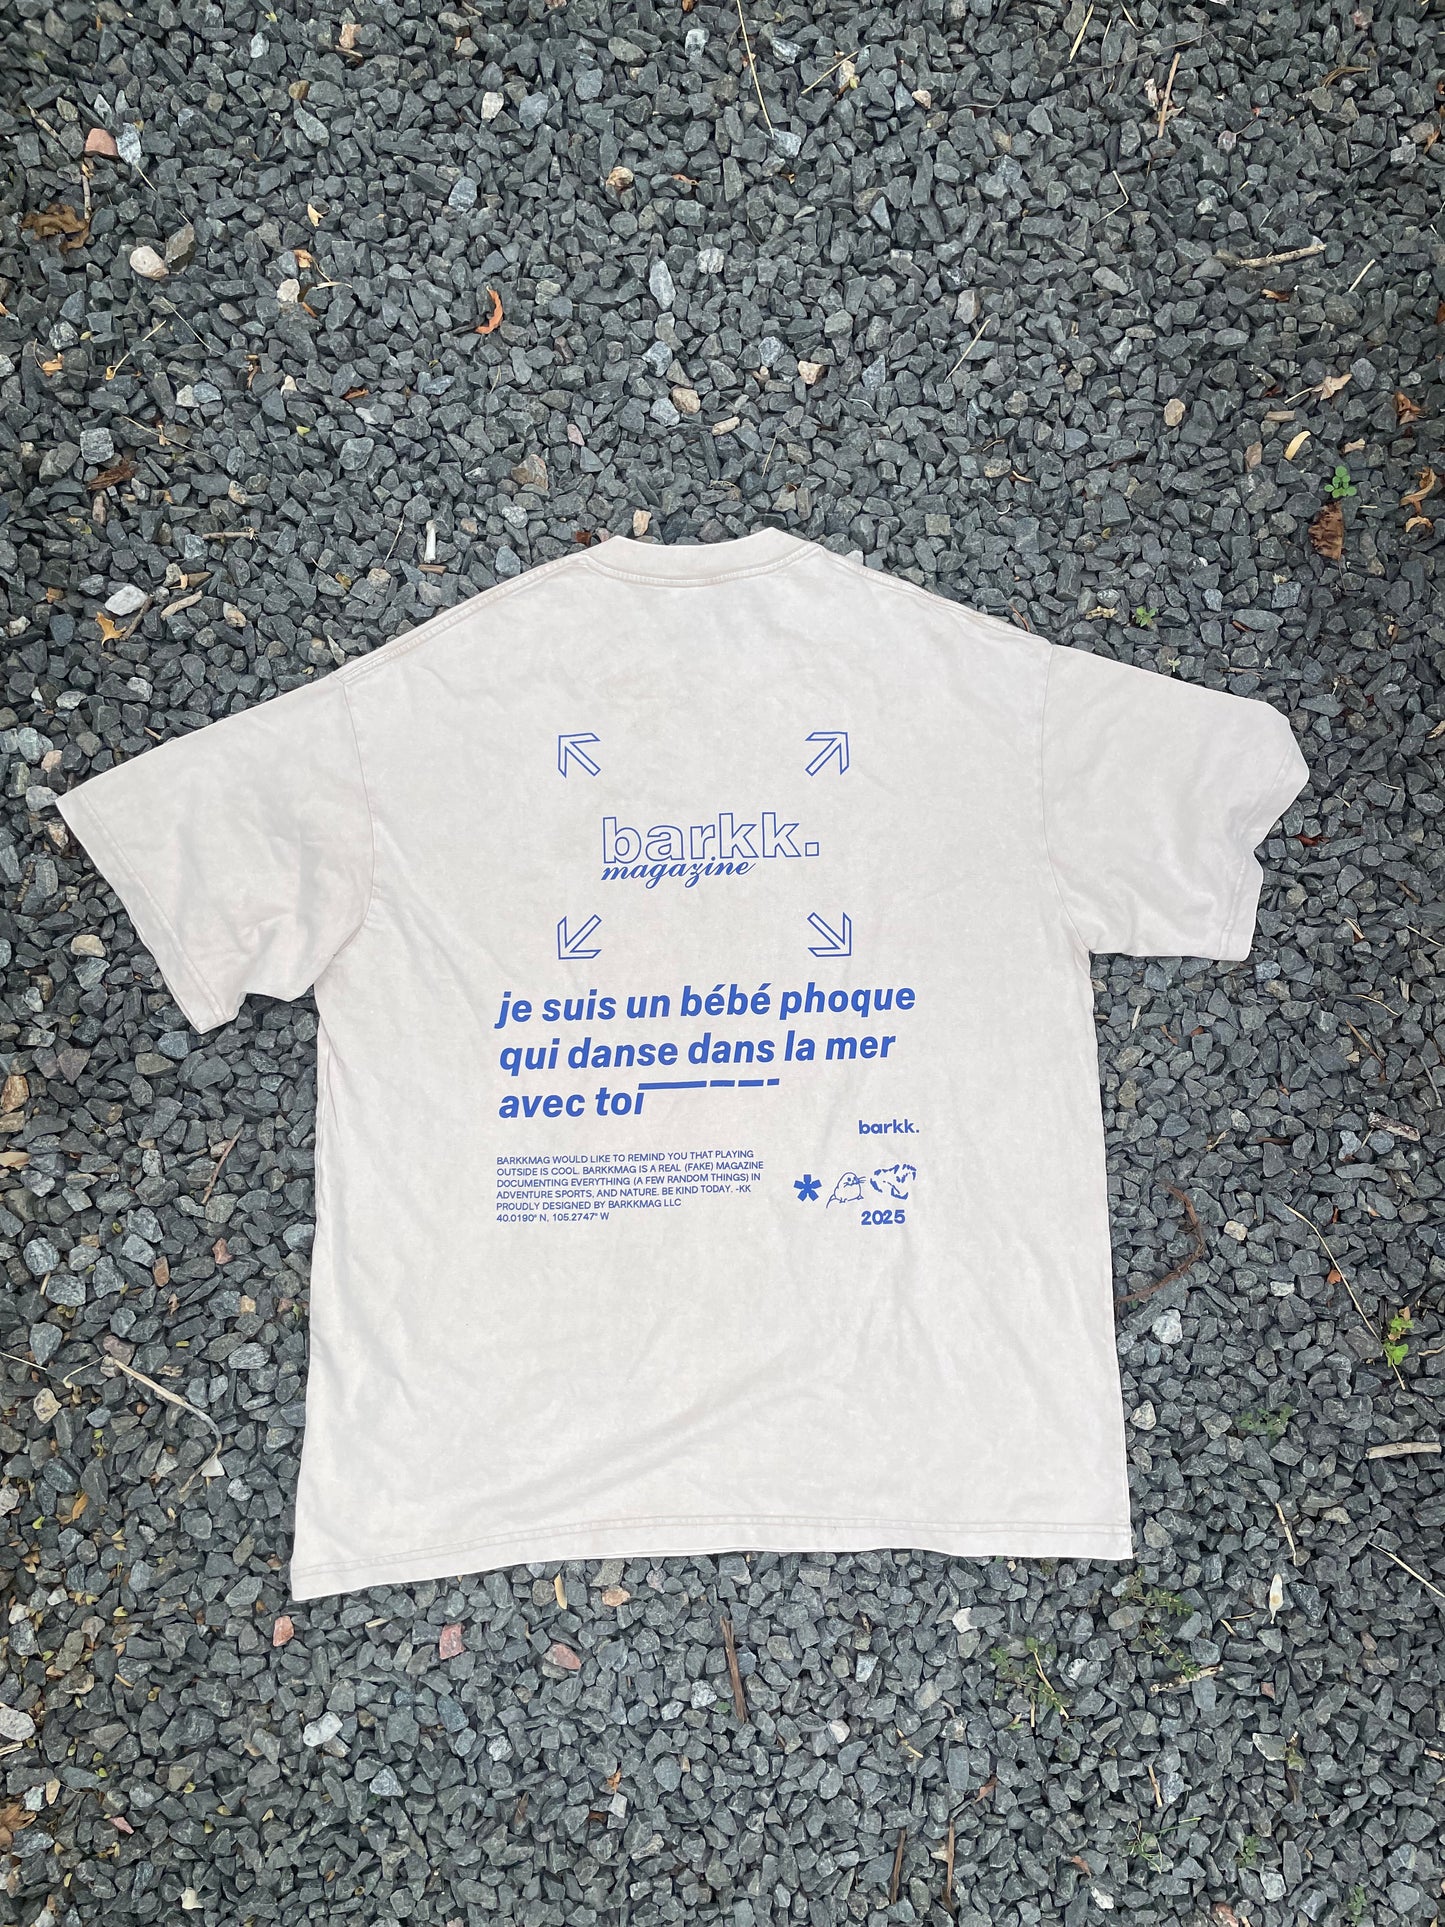 barkk.
magazine
je suis un bébé phoque
qui danse dans la mer
avec toi
barkk.
BARKKMAG WOULD LIKE TO REMIND YOU THAT PLAYING
OUTSIDE IS COOL. BARKKMAG IS A REAL (FAKE) MAGAZINE
DOCUMENTING EVERYTHING (A FEW RANDOM THINGS) IN
ADVENTURE SPORTS, AND NATURE. BE KIND TODAY. -KK
PROUDLY DESIGNED BY BARKKMAG LLC
40.0190° N, 105.2747° W
2025